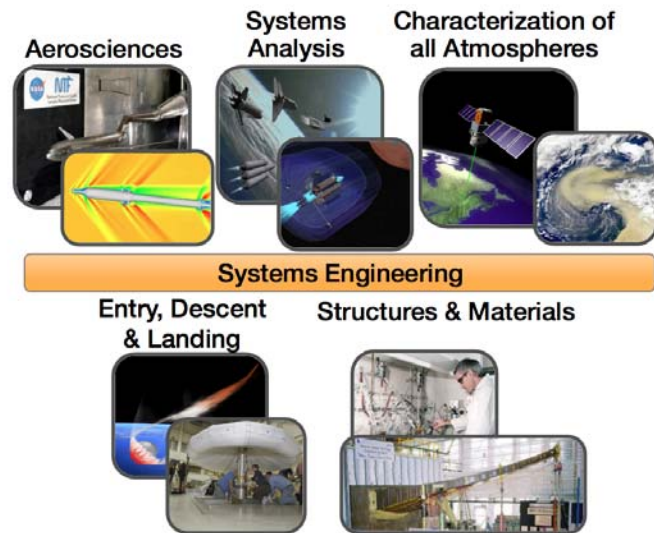 Aerosciences
Systems
Analysis
Characterization of
all Atmospheres
NASA
Systems Engineering
Entry, Descent
& Landing
Structures & Materials